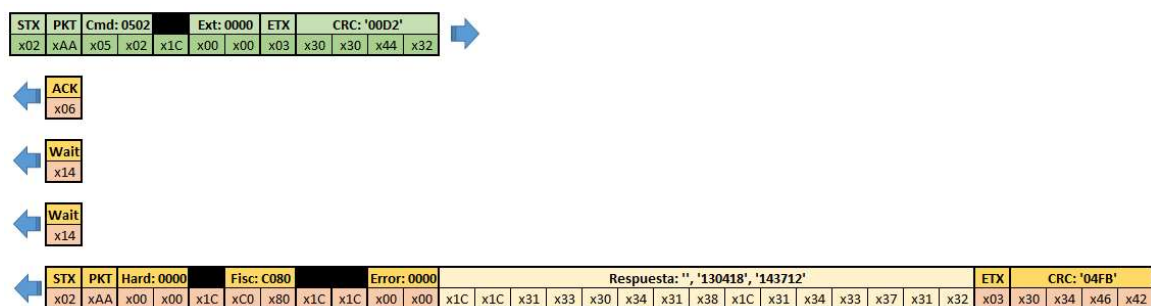 STX PKT Cmd: 0502 Ext: 0000 ETX CRC: '00D2'
x02 xAA x05 x02 x1C x00 x00 x03 x30 x30 x44 x32
ACK
x06
Wait
x14
Wait
x14
STX PKT Hard: 0000 Fisc: C080 Error: 0000 Respuesta: '', '130418', '143712' ETX CRC: '04FB'
x02 xAA x00 x00 x1C xC0 x80 x1C x1C x00 x00 x1C x1C x31 x33 x30 x34 x31 x38 x1C x31 x34 x33 x37 x31 x32 x03 x30 x34 x46 x42